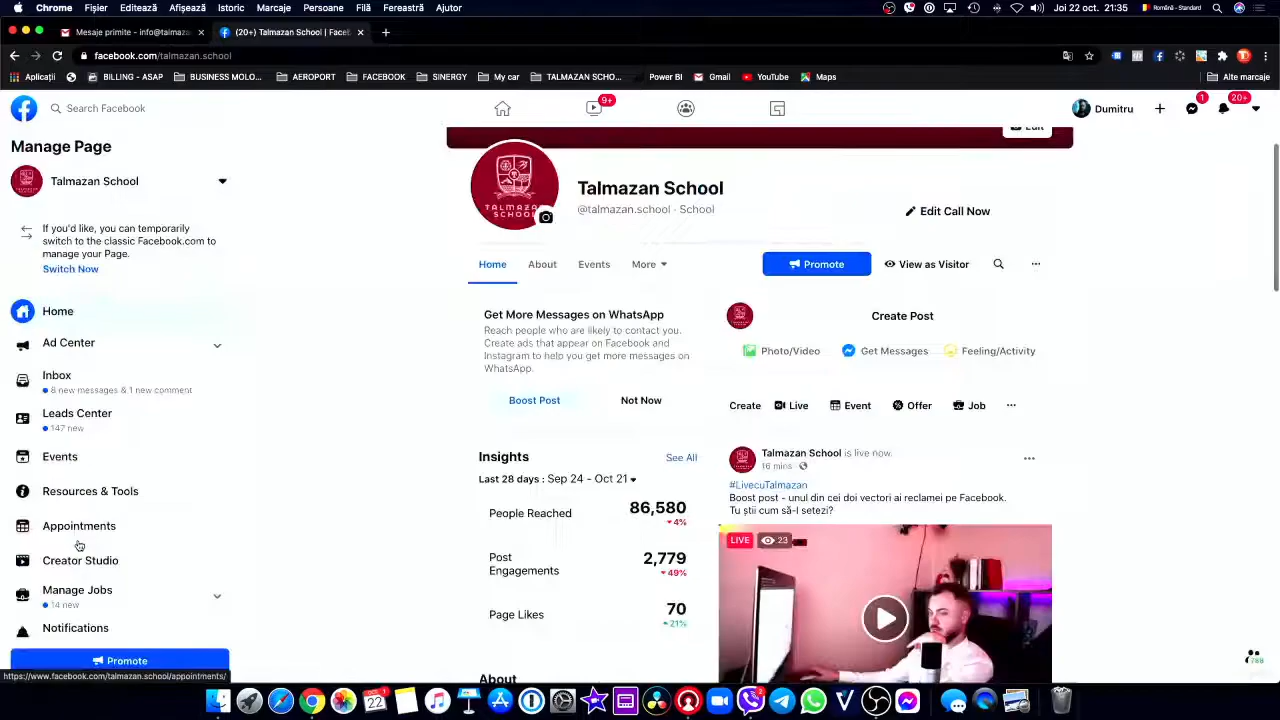 Chrome Fișier Editează Afișează Istoric Marcaje Persoane Filă Fereastră Ajutor Joi 22 oct. 21:35 Română - Standard
Mesaje primite - info@talmaza (20+) Talmazan School | Faceb
facebook.com/talmazan.school
Aplicații BILLING - ASAP BUSINESS MOLO... AEROPORT FACEBOOK SINERGY My car TALMAZAN SCHO... Power BI Gmail YouTube Maps Alte marcaje
Search Facebook 9+ Dumitru 1 20+
Manage Page
Talmazan School
If you'd like, you can temporarily
switch to the classic Facebook.com to
manage your Page.
Switch Now
Home
Ad Center
Inbox
8 new messages & 1 new comment
Leads Center
147 new
Events
Resources & Tools
Appointments
Creator Studio
Manage Jobs
14 new
Notifications
Promote
https://www.facebook.com/talmazan.school/appointments/
Edit
TALMAZAN
SCHOOL
Talmazan School
@talmazan.school · School
Edit Call Now
Home About Events More Promote View as Visitor
Get More Messages on WhatsApp
Reach people who are likely to contact you.
Create ads that appear on Facebook and
Instagram to help you get more messages on
WhatsApp.
Boost Post Not Now
Insights See All
Last 28 days : Sep 24 - Oct 21
People Reached 86,580
4%
Post
Engagements 2,779
49%
Page Likes 70
21%
About
Create Post
Photo/Video Get Messages Feeling/Activity
Create Live Event Offer Job
Talmazan School is live now.
16 mins ·
#LivecuTalmazan
Boost post - unul din cei doi vectori ai reclamei pe Facebook.
Tu știi cum să-l setezi?
LIVE 23
788
22
2